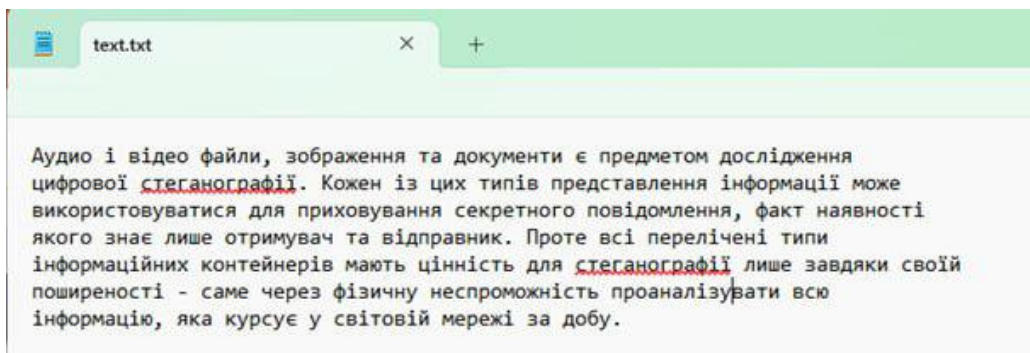 text.txt
Аудио і відео файли, зображення та документи є предметом дослідження
цифрової стеганографії. Кожен із цих типів представлення інформації може
використовуватися для приховування секретного повідомлення, факт наявності
якого знає лише отримувач та відправник. Проте всі перелічені типи
інформаційних контейнерів мають цінність для стеганографії лише завдяки своїй
поширеності - саме через фізичну неспроможність проаналізувати всю
інформацію, яка курсує у світовій мережі за добу.